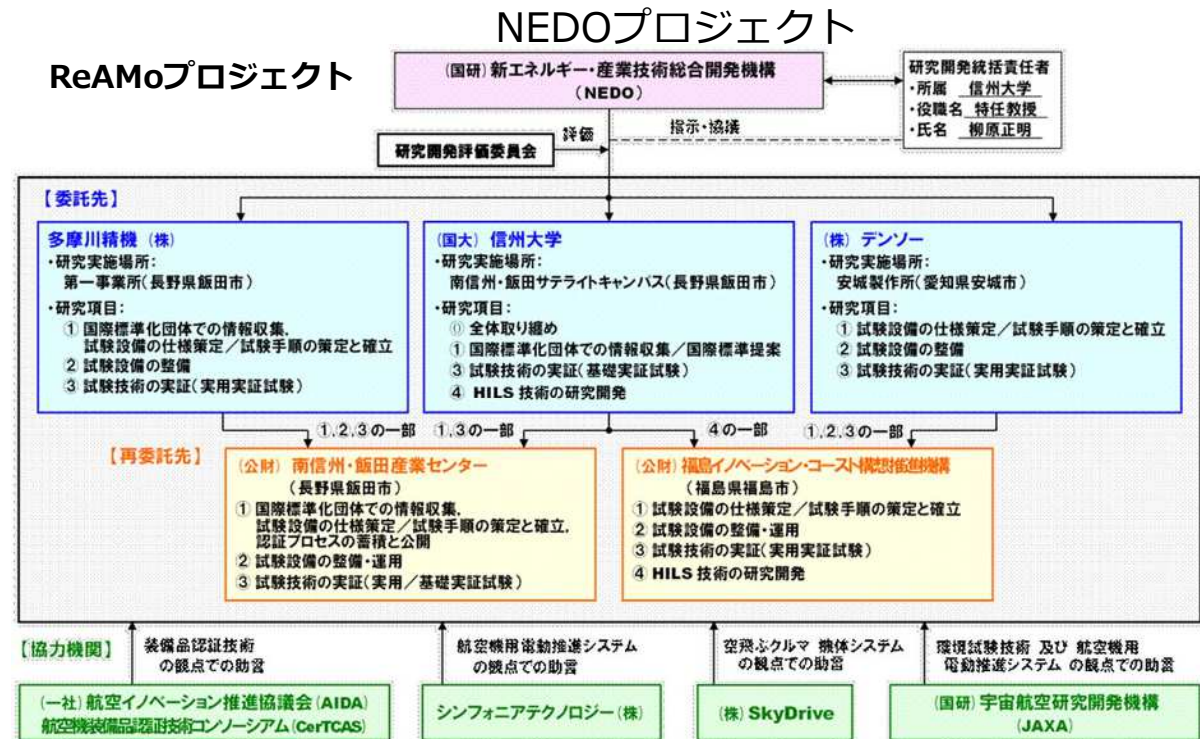 NEDOプロジェクト
ReAMoプロジェクト
(国研) 新エネルギー・産業技術総合開発機構
(NEDO)
研究開発統括責任者
・所属 信州大学
・役職名 特任教授
・氏名 柳原正明
評価
指示・協議
研究開発評価委員会
【委託先】
多摩川精機 (株)
・研究実施場所:
第一事業所(長野県飯田市)
・研究項目:
① 国際標準化団体での情報収集,
試験設備の仕様策定/試験手順の策定と確立
② 試験設備の整備
③ 試験技術の実証(実用実証試験)
(国大) 信州大学
・研究実施場所:
南信州・飯田サテライトキャンパス(長野県飯田市)
・研究項目:
⓪ 全体取り纏め
① 国際標準化団体での情報収集/国際標準提案
③ 試験技術の実証(基礎実証試験)
④ HILS 技術の研究開発
(株) デンソー
・研究実施場所:
安城製作所(愛知県安城市)
・研究項目:
① 試験設備の仕様策定/試験手順の策定と確立
② 試験設備の整備
③ 試験技術の実証(実用実証試験)
①,2,3の一部
①,3の一部
④の一部
①,2,3の一部
【再委託先】
(公財) 南信州・飯田産業センター
(長野県飯田市)
① 国際標準化団体での情報収集,
試験設備の仕様策定/試験手順の策定と確立,
認証プロセスの蓄積と公開
② 試験設備の整備・運用
③ 試験技術の実証(実用/基礎実証試験)
(公財) 福島イノベーション・コースト構想推進機構
(福島県福島市)
① 試験設備の仕様策定/試験手順の策定と確立
② 試験設備の整備・運用
③ 試験技術の実証(実用実証試験)
④ HILS 技術の研究開発
【協力機関】
装備品認証技術
の観点での助言
航空機用電動推進システム
の観点での助言
空飛ぶクルマ 機体システム
の観点での助言
環境試験技術 及び 航空機用
電動推進システム の観点での助言
(一社) 航空イノベーション推進協議会 (AIDA)
航空機装備品認証技術コンソーシアム (CerTCAS)
シンフォニアテクノロジー (株)
(株) SkyDrive
(国研) 宇宙航空研究開発機構
(JAXA)